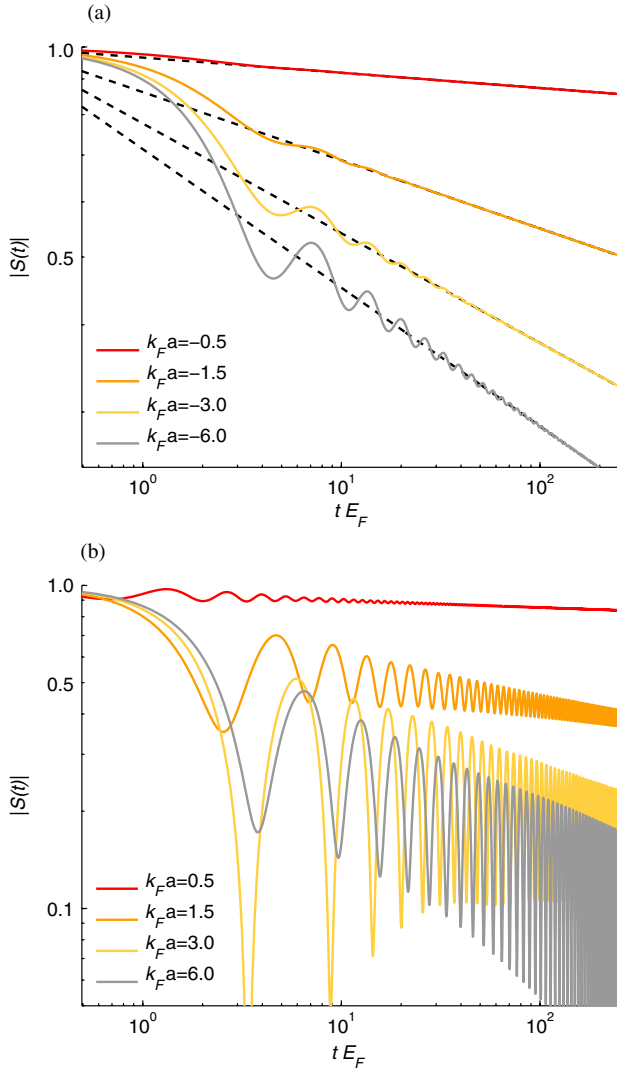 (a)
1.0
0.5
|S(t)|
k_F a=−0.5
k_F a=−1.5
k_F a=−3.0
k_F a=−6.0
10^0
10^1
10^2
t E_F
(b)
1.0
0.5
0.1
|S(t)|
k_F a=0.5
k_F a=1.5
k_F a=3.0
k_F a=6.0
10^0
10^1
10^2
t E_F